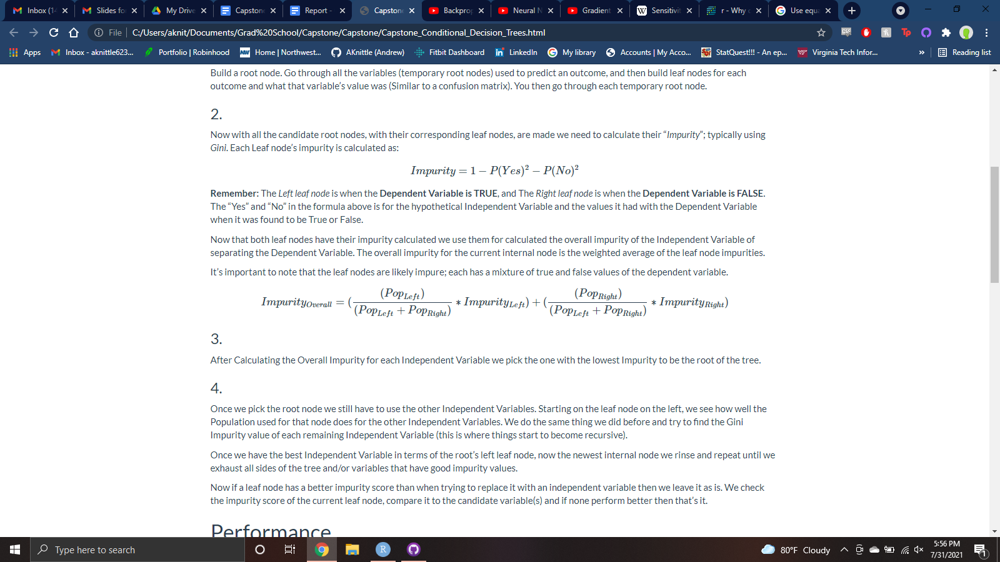 Inbox (14
Slides fo
My Drive
Capstone
Report -
Capstone
Backprop
Neural N
Gradient
Sensitivit
r - Why
Use equa
File
C:/Users/aknit/Documents/Grad%20School/Capstone/Capstone/Capstone_Conditional_Decision_Trees.html
Apps
Inbox - aknittle623...
Portfolio | Robinhood
Home | Northwest...
AKnittle (Andrew)
Fitbit Dashboard
LinkedIn
My library
Accounts | My Acco...
StatQuest!!! - An ep...
Virginia Tech Infor...
»
Reading list
Build a root node. Go through all the variables (temporary root nodes) used to predict an outcome, and then build leaf nodes for each
outcome and what that variable's value was (Similar to a confusion matrix). You then go through each temporary root node.
2.
Now with all the candidate root nodes, with their corresponding leaf nodes, are made we need to calculate their “Impurity”; typically using
Gini. Each Leaf node's impurity is calculated as:
Impurity = 1 − P(Yes)² − P(No)²
Remember: The Left leaf node is when the Dependent Variable is TRUE, and The Right leaf node is when the Dependent Variable is FALSE.
The “Yes” and “No” in the formula above is for the hypothetical Independent Variable and the values it had with the Dependent Variable
when it was found to be True or False.
Now that both leaf nodes have their impurity calculated we use them for calculated the overall impurity of the Independent Variable of
separating the Dependent Variable. The overall impurity for the current internal node is the weighted average of the leaf node impurities.
It's important to note that the leaf nodes are likely impure; each has a mixture of true and false values of the dependent variable.
Impurity_Overall = ( (Pop_Left) / (Pop_Left + Pop_Right) * Impurity_Left) + ( (Pop_Right) / (Pop_Left + Pop_Right) * Impurity_Right)
3.
After Calculating the Overall Impurity for each Independent Variable we pick the one with the lowest Impurity to be the root of the tree.
4.
Once we pick the root node we still have to use the other Independent Variables. Starting on the leaf node on the left, we see how well the
Population used for that node does for the other Independent Variables. We do the same thing we did before and try to find the Gini
Impurity value of each remaining Independent Variable (this is where things start to become recursive).
Once we have the best Independent Variable in terms of the root's left leaf node, now the newest internal node we rinse and repeat until we
exhaust all sides of the tree and/or variables that have good impurity values.
Now if a leaf node has a better impurity score than when trying to replace it with an independent variable then we leave it as is. We check
the impurity score of the current leaf node, compare it to the candidate variable(s) and if none perform better then that's it.
Performance
Type here to search
80°F Cloudy
5:56 PM
7/31/2021
1